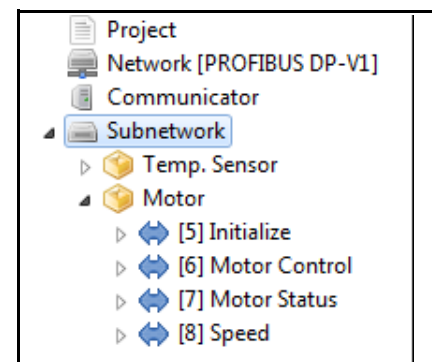 Project
Network [PROFIBUS DP-V1]
Communicator
Subnetwork
Temp. Sensor
Motor
[5] Initialize
[6] Motor Control
[7] Motor Status
[8] Speed